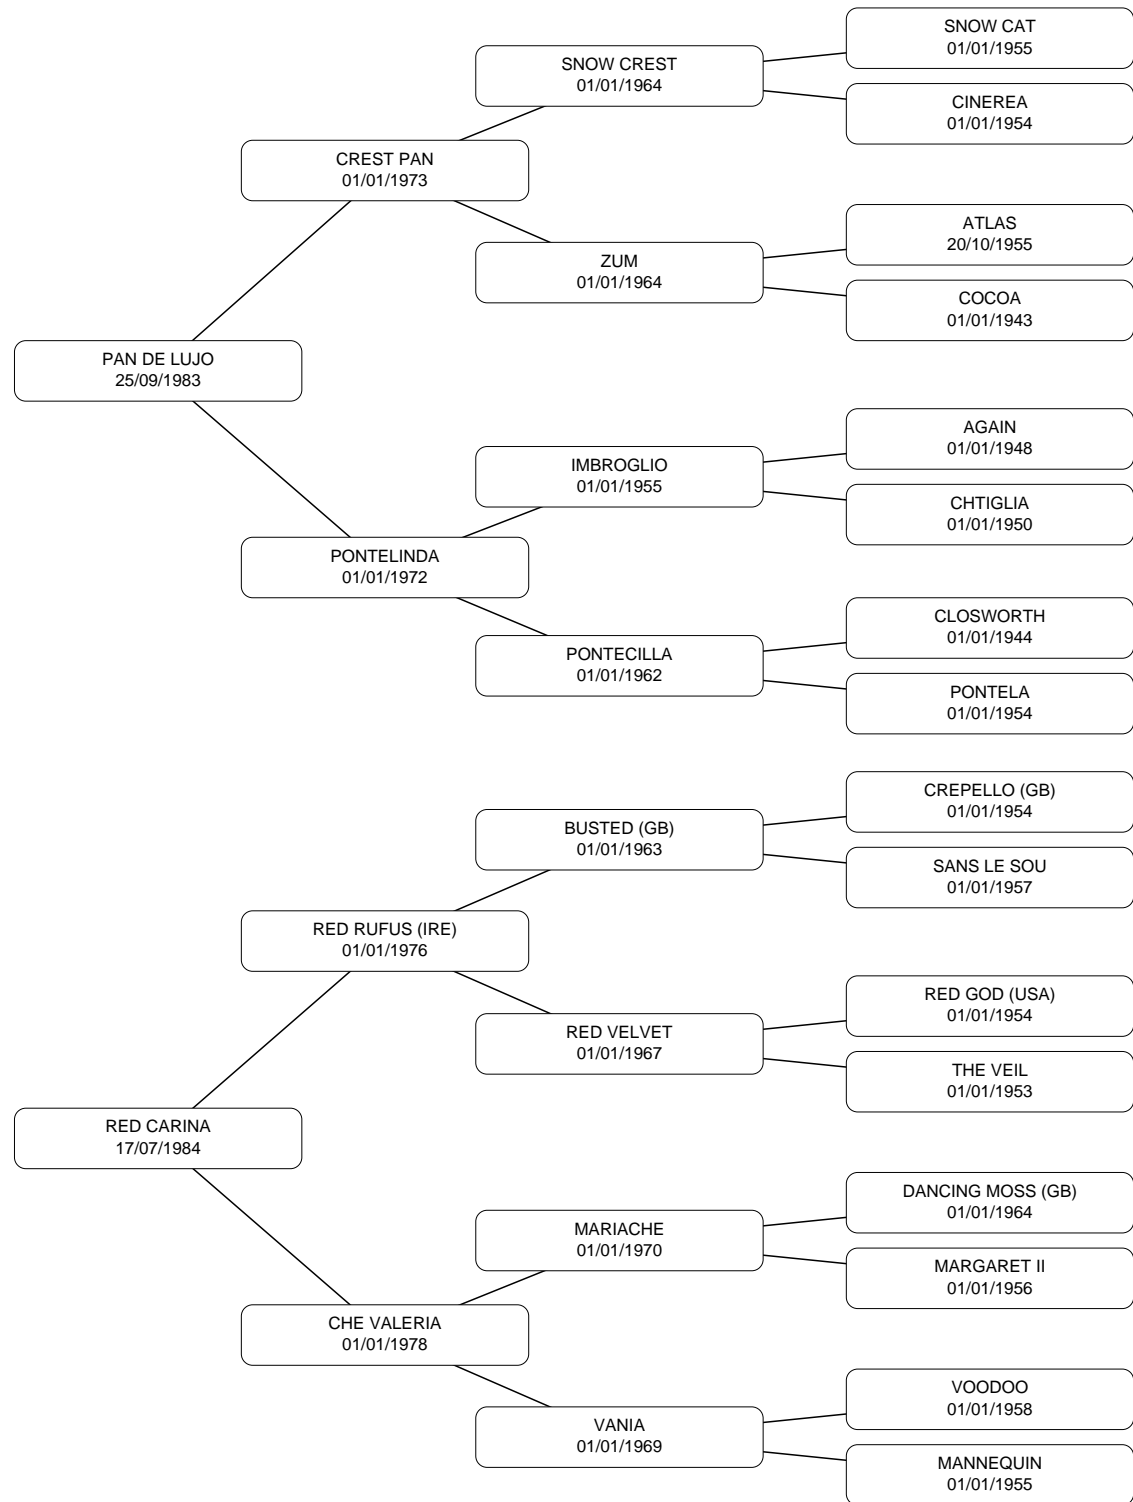 SNOW CAT
01/01/1955
SNOW CREST
01/01/1964
CINEREA
01/01/1954
CREST PAN
01/01/1973
ATLAS
20/10/1955
ZUM
01/01/1964
COCOA
01/01/1943
PAN DE LUJO
25/09/1983
AGAIN
01/01/1948
IMBROGLIO
01/01/1955
CHTIGLIA
01/01/1950
PONTELINDA
01/01/1972
CLOSWORTH
01/01/1944
PONTECILLA
01/01/1962
PONTELA
01/01/1954
CREPELLO (GB)
01/01/1954
BUSTED (GB)
01/01/1963
SANS LE SOU
01/01/1957
RED RUFUS (IRE)
01/01/1976
RED GOD (USA)
01/01/1954
RED VELVET
01/01/1967
THE VEIL
01/01/1953
RED CARINA
17/07/1984
DANCING MOSS (GB)
01/01/1964
MARIACHE
01/01/1970
MARGARET II
01/01/1956
CHE VALERIA
01/01/1978
VOODOO
01/01/1958
VANIA
01/01/1969
MANNEQUIN
01/01/1955